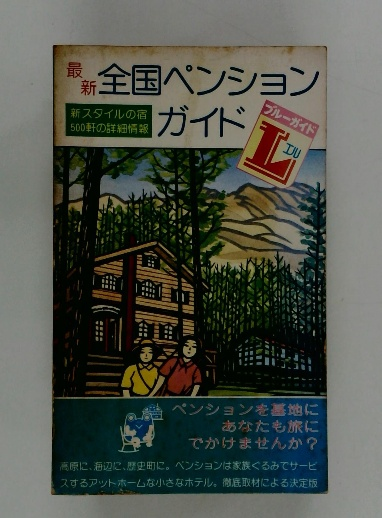 最新 全国ペンション
ガイド
新スタイルの宿
500軒の詳細情報
ブルーガイド
L
エル
ペンションを基地に
あなたも旅に
でかけませんか？
高原に、海辺に、歴史町に。ペンションは家族ぐるみでサービ
スするアットホームな小さなホテル。徹底取材による決定版